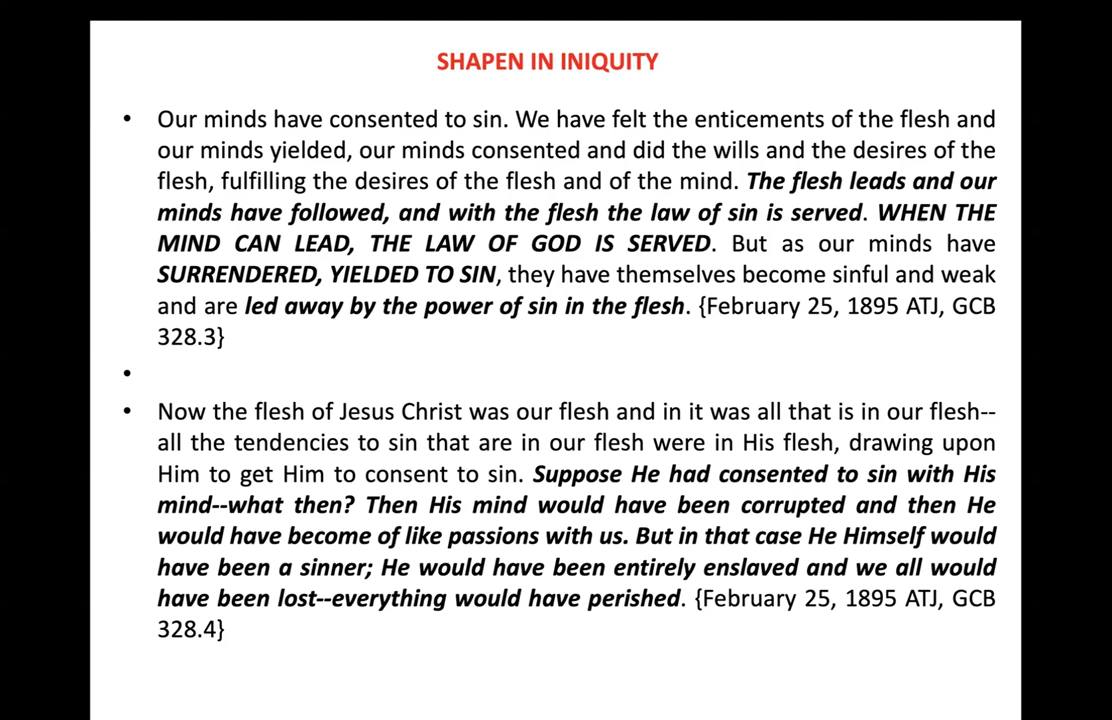 SHAPEN IN INIQUITY
• Our minds have consented to sin. We have felt the enticements of the flesh and
our minds yielded, our minds consented and did the wills and the desires of the
flesh, fulfilling the desires of the flesh and of the mind. The flesh leads and our
minds have followed, and with the flesh the law of sin is served. WHEN THE
MIND CAN LEAD, THE LAW OF GOD IS SERVED. But as our minds have
SURRENDERED, YIELDED TO SIN, they have themselves become sinful and weak
and are led away by the power of sin in the flesh. {February 25, 1895 ATJ, GCB
328.3}
•
• Now the flesh of Jesus Christ was our flesh and in it was all that is in our flesh--
all the tendencies to sin that are in our flesh were in His flesh, drawing upon
Him to get Him to consent to sin. Suppose He had consented to sin with His
mind--what then? Then His mind would have been corrupted and then He
would have become of like passions with us. But in that case He Himself would
have been a sinner; He would have been entirely enslaved and we all would
have been lost--everything would have perished. {February 25, 1895 ATJ, GCB
328.4}